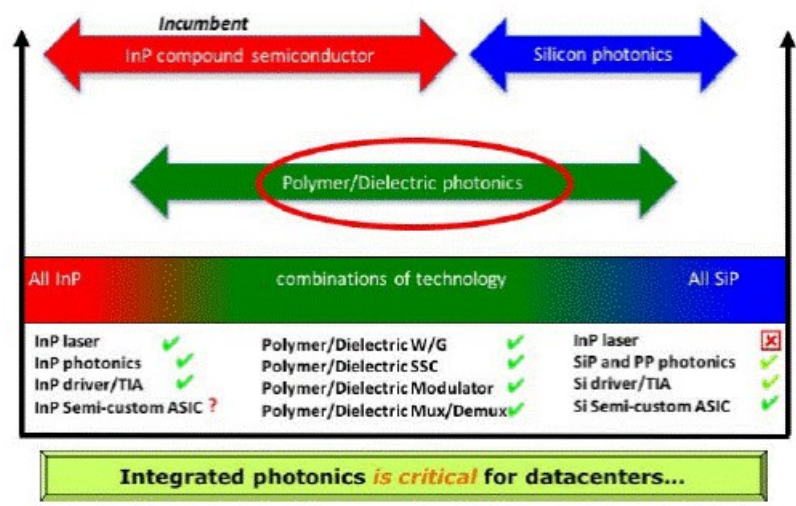 Incumbent
InP compound semiconductor
Silicon photonics
Polymer/Dielectric photonics
All InP
combinations of technology
All SiP
InP laser ✔
InP photonics ✔
InP driver/TIA ✔
InP Semi-custom ASIC ?
Polymer/Dielectric W/G ✔
Polymer/Dielectric SSC ✔
Polymer/Dielectric Modulator ✔
Polymer/Dielectric Mux/Demux ✔
InP laser ☒
SiP and PP photonics ✔
Si driver/TIA ✔
Si Semi-custom ASIC ✔
Integrated photonics is critical for datacenters...